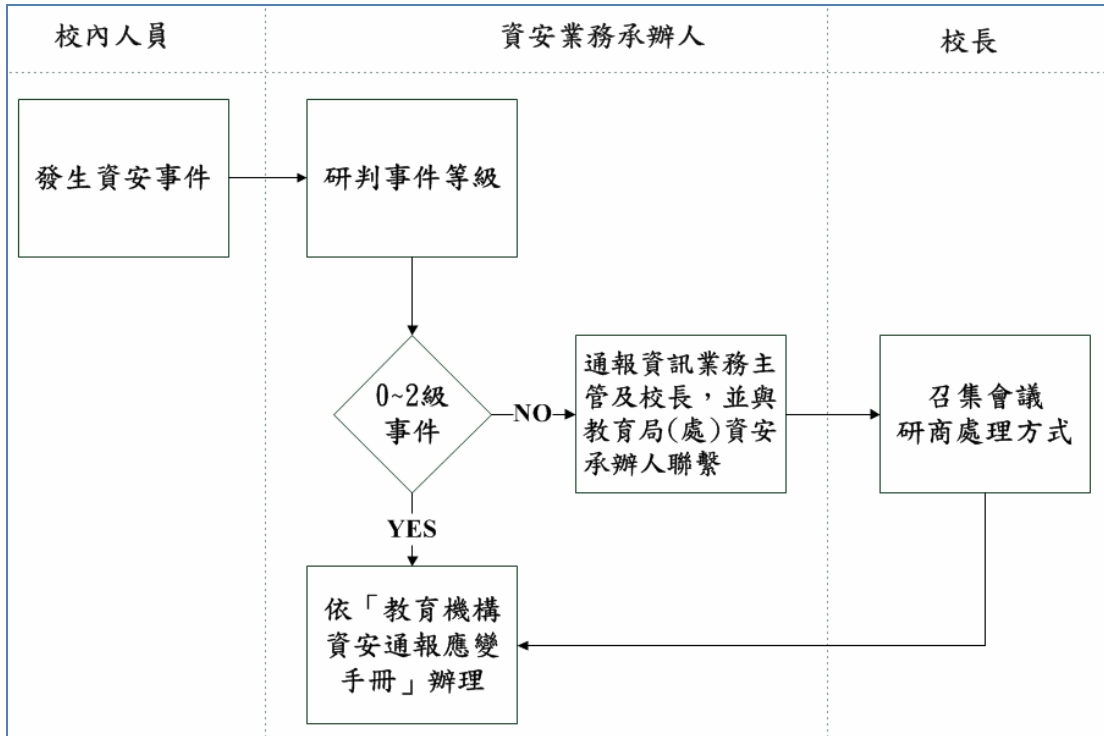 校內人員
資安業務承辦人
校長
發生資安事件
研判事件等級
0~2級
事件
NO
通報資訊業務主
管及校長，並與
教育局(處)資安
承辦人聯繫
召集會議
研商處理方式
YES
依「教育機構
資安通報應變
手冊」辦理